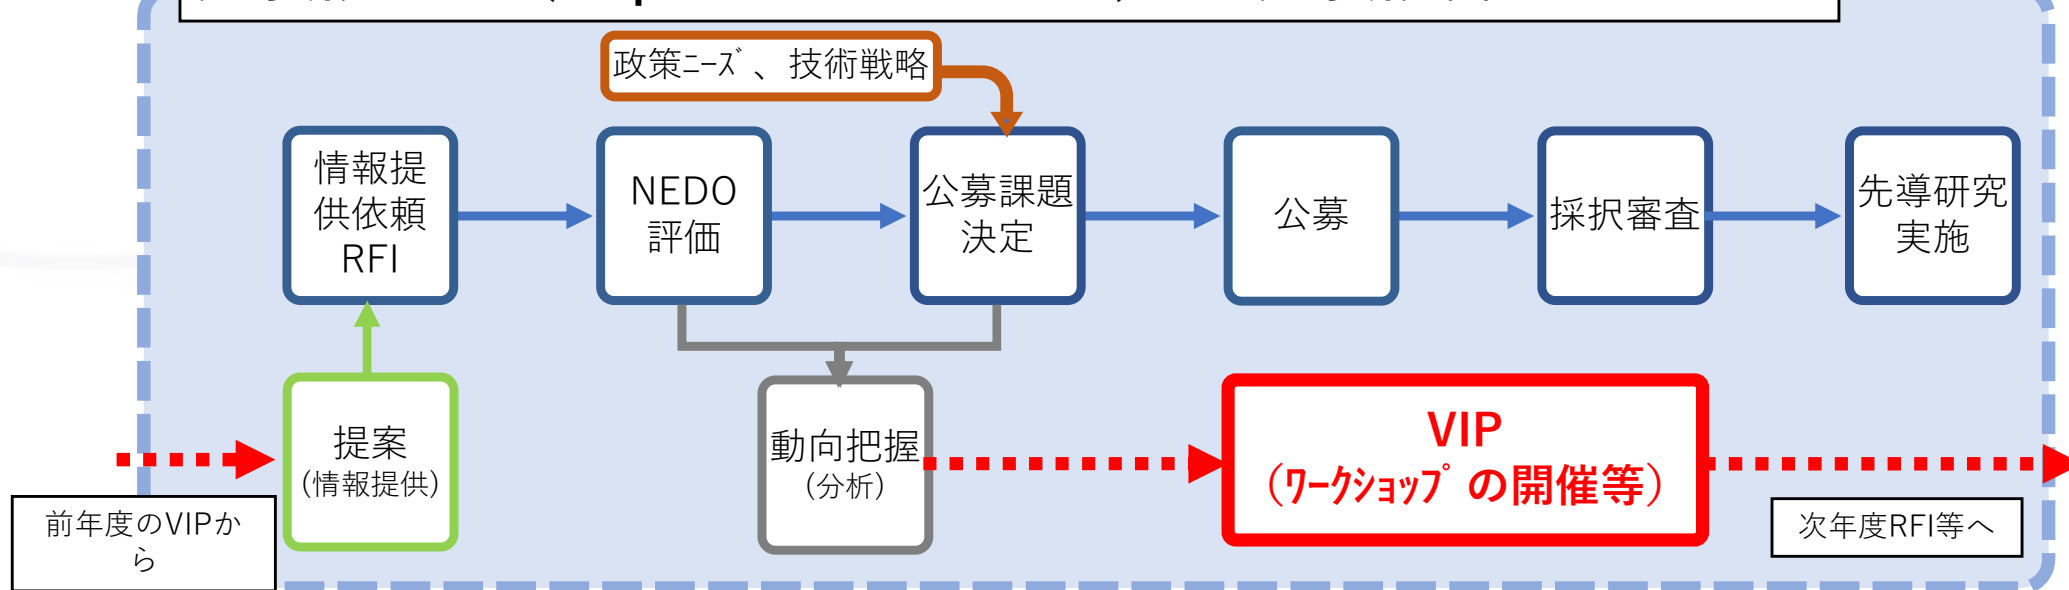 政策ﾆｰｽﾞ、技術戦略
情報提
供依頼
RFI
NEDO
評価
公募課題
決定
公募
採択審査
先導研究
実施
提案
(情報提供)
動向把握
(分析)
VIP
(ﾜｰｸｼｮｯﾌﾟの開催等)
前年度のVIPか
ら
次年度RFI等へ